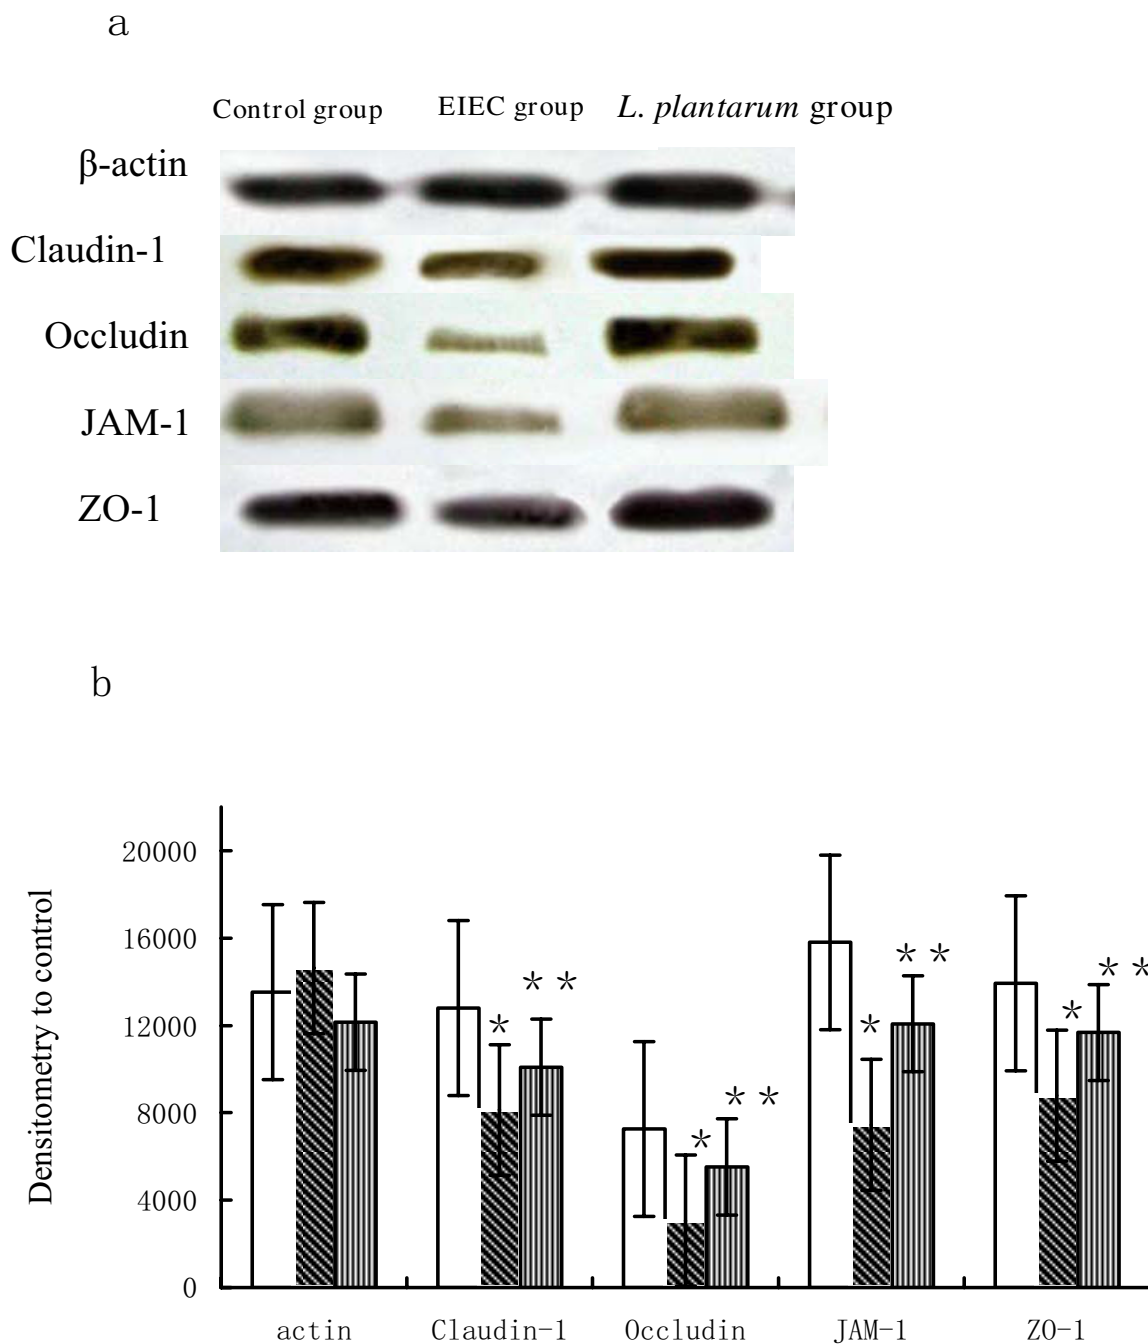 a
Control group EIEC group L. plantarum group
β-actin
Claudin-1
Occludin
JAM-1
ZO-1
b
Densitometry to control
20000
16000
12000
8000
4000
0
* * *
* * *
* * *
* * *
actin Claudin-1 Occludin JAM-1 ZO-1